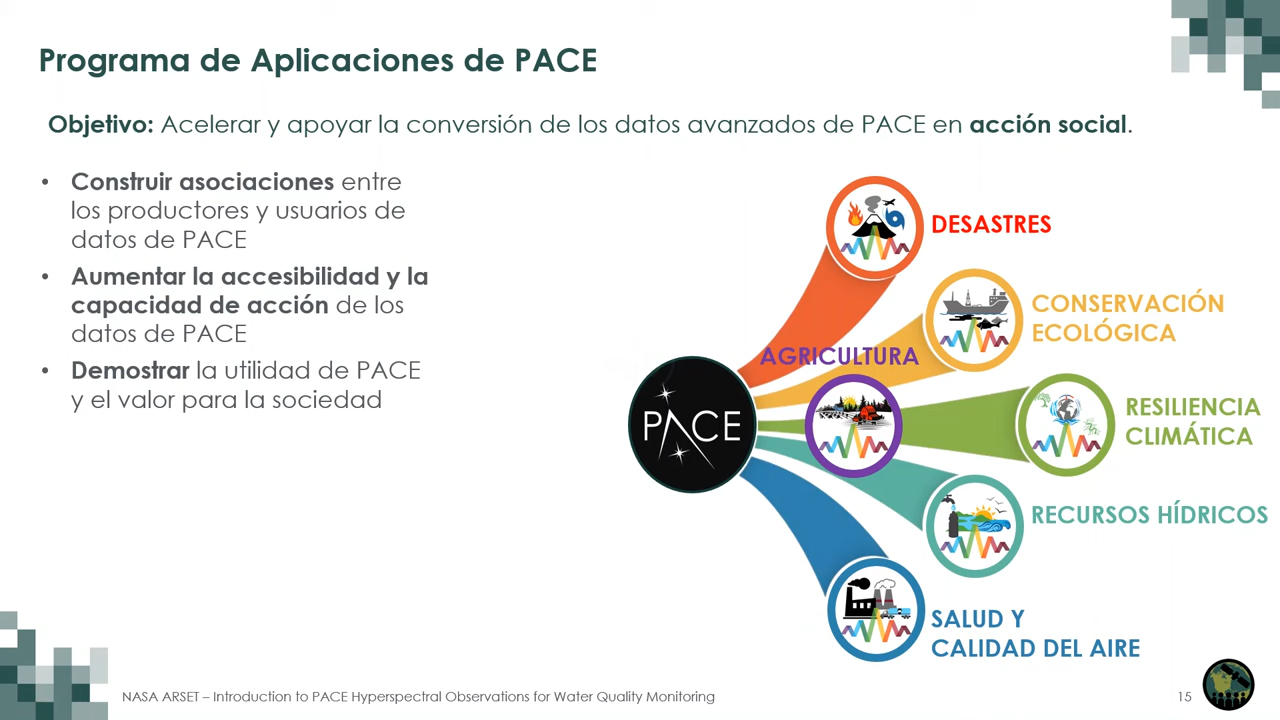 Programa de Aplicaciones de PACE
Objetivo: Acelerar y apoyar la conversión de los datos avanzados de PACE en acción social.
• Construir asociaciones entre
los productores y usuarios de
datos de PACE
• Aumentar la accesibilidad y la
capacidad de acción de los
datos de PACE
• Demostrar la utilidad de PACE
y el valor para la sociedad
DESASTRES
CONSERVACIÓN
ECOLÓGICA
AGRICULTURA
PACE
RESILIENCIA
CLIMÁTICA
RECURSOS HÍDRICOS
SALUD Y
CALIDAD DEL AIRE
NASA ARSET – Introduction to PACE Hyperspectral Observations for Water Quality Monitoring
15